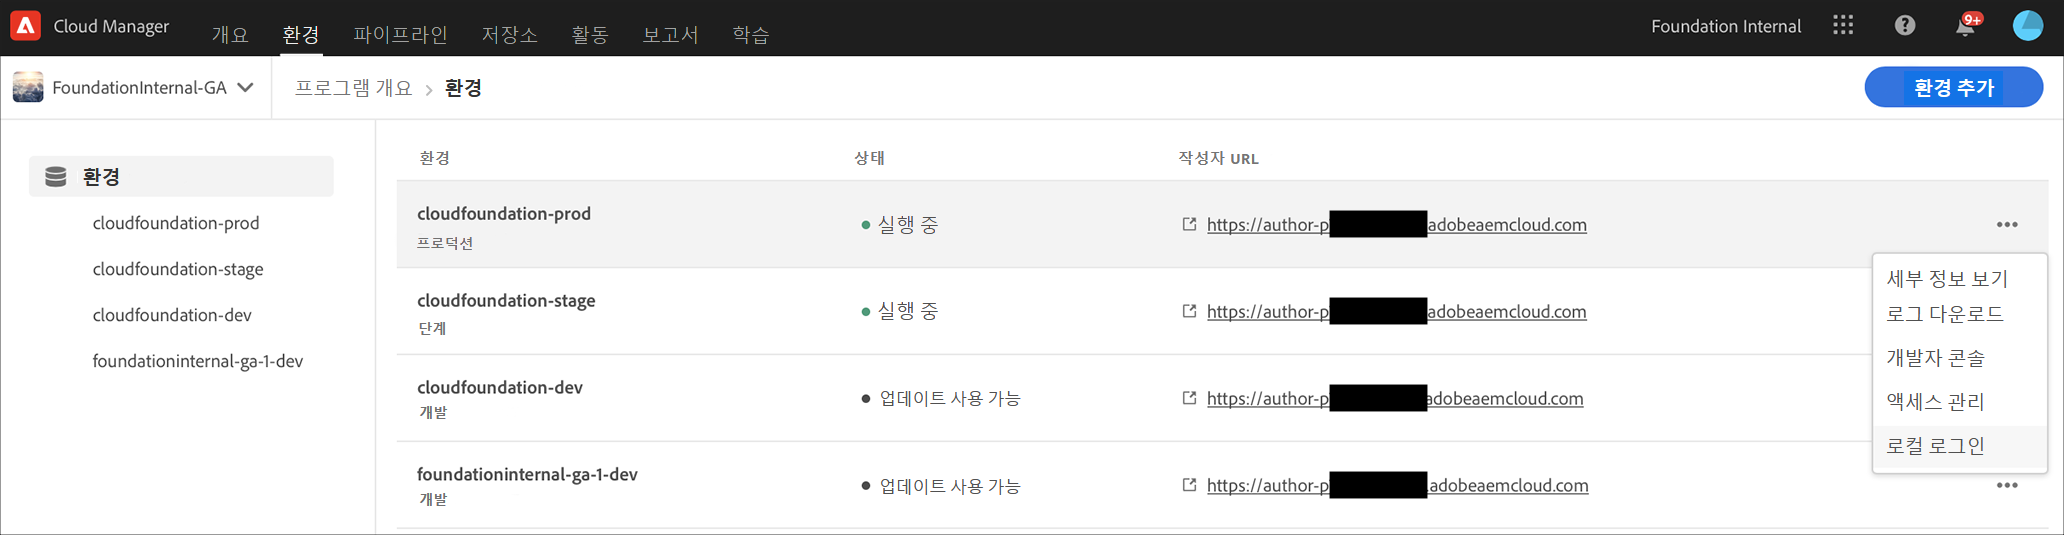 Cloud Manager 개요 환경 파이프라인 저장소 활동 보고서 학습 Foundation Internal 9+
FoundationInternal-GA 프로그램 개요 > 환경 환경 추가
환경
cloudfoundation-prod
cloudfoundation-stage
cloudfoundation-dev
foundationinternal-ga-1-dev
환경 상태 작성자 URL
cloudfoundation-prod 실행 중 https://author-p adobeaemcloud.com
프로덕션
cloudfoundation-stage 실행 중 https://author-p adobeaemcloud.com
단계
cloudfoundation-dev 업데이트 사용 가능 https://author-p adobeaemcloud.com
개발
foundationinternal-ga-1-dev 업데이트 사용 가능 https://author-p .adobeaemcloud.com
개발
세부 정보 보기
로그 다운로드
개발자 콘솔
액세스 관리
로컬 로그인